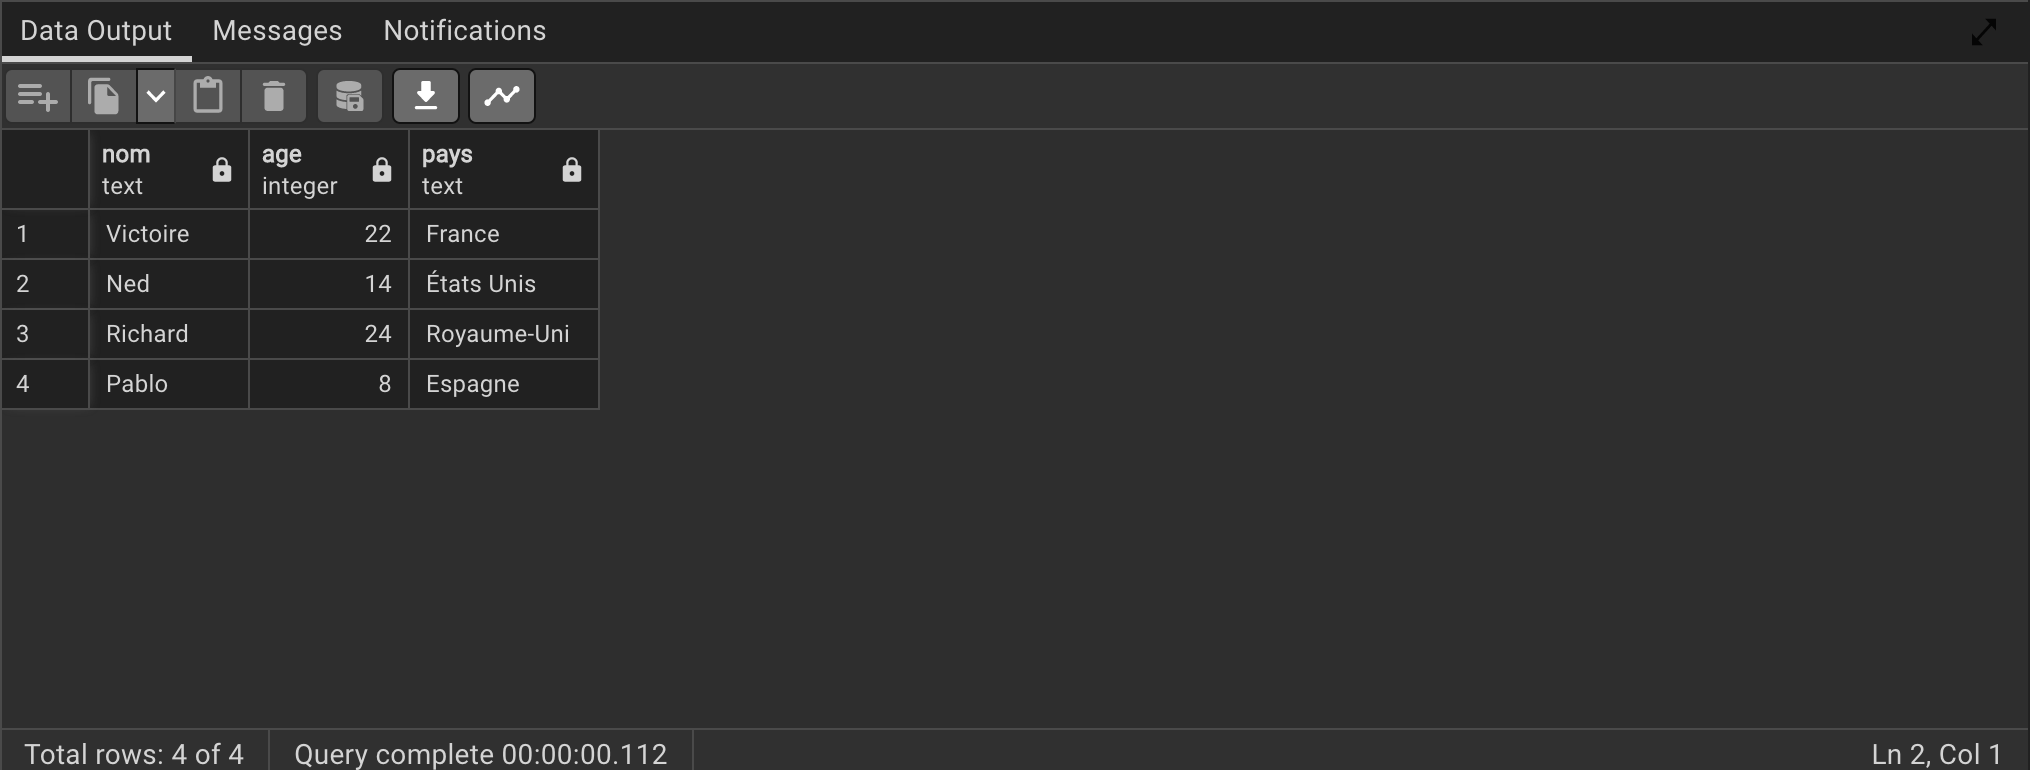 Data Output Messages Notifications
nom age pays
text integer text
1 Victoire 22 France
2 Ned 14 États Unis
3 Richard 24 Royaume-Uni
4 Pablo 8 Espagne
Total rows: 4 of 4 Query complete 00:00:00.112 Ln 2, Col 1